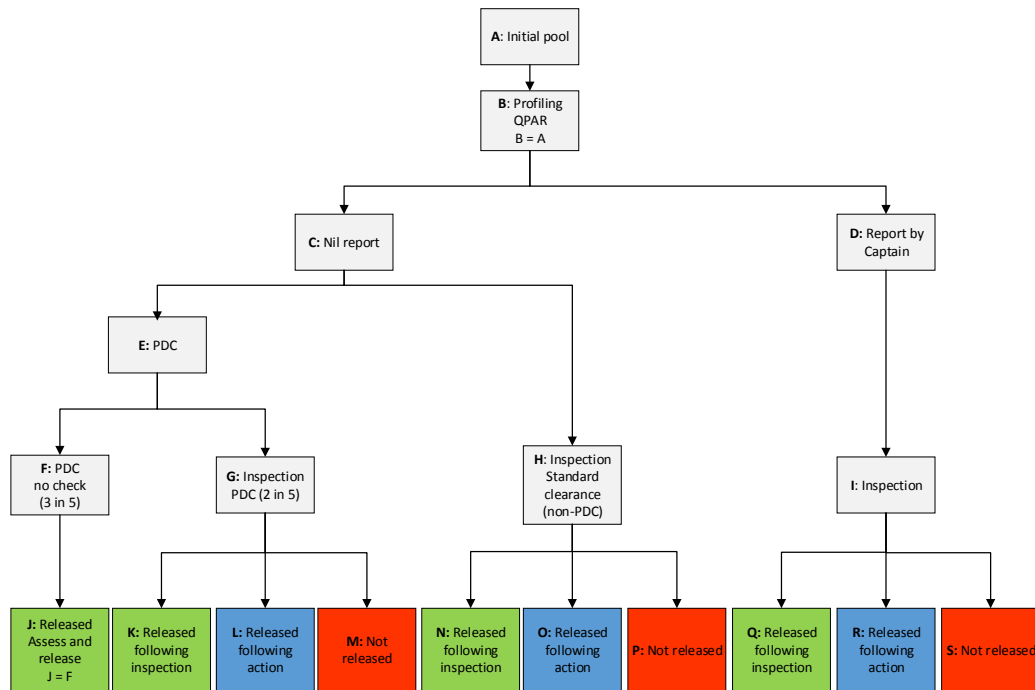 A: Initial pool
B: Profiling
QPAR
B = A
C: Nil report
D: Report by
Captain
E: PDC
F: PDC
no check
(3 in 5)
G: Inspection
PDC (2 in 5)
H: Inspection
Standard
clearance
(non-PDC)
I: Inspection
J: Released
Assess and
release
J = F
K: Released
following
inspection
L: Released
following
action
M: Not
released
N: Released
following
inspection
O: Released
following
action
P: Not released
Q: Released
following
inspection
R: Released
following
action
S: Not released